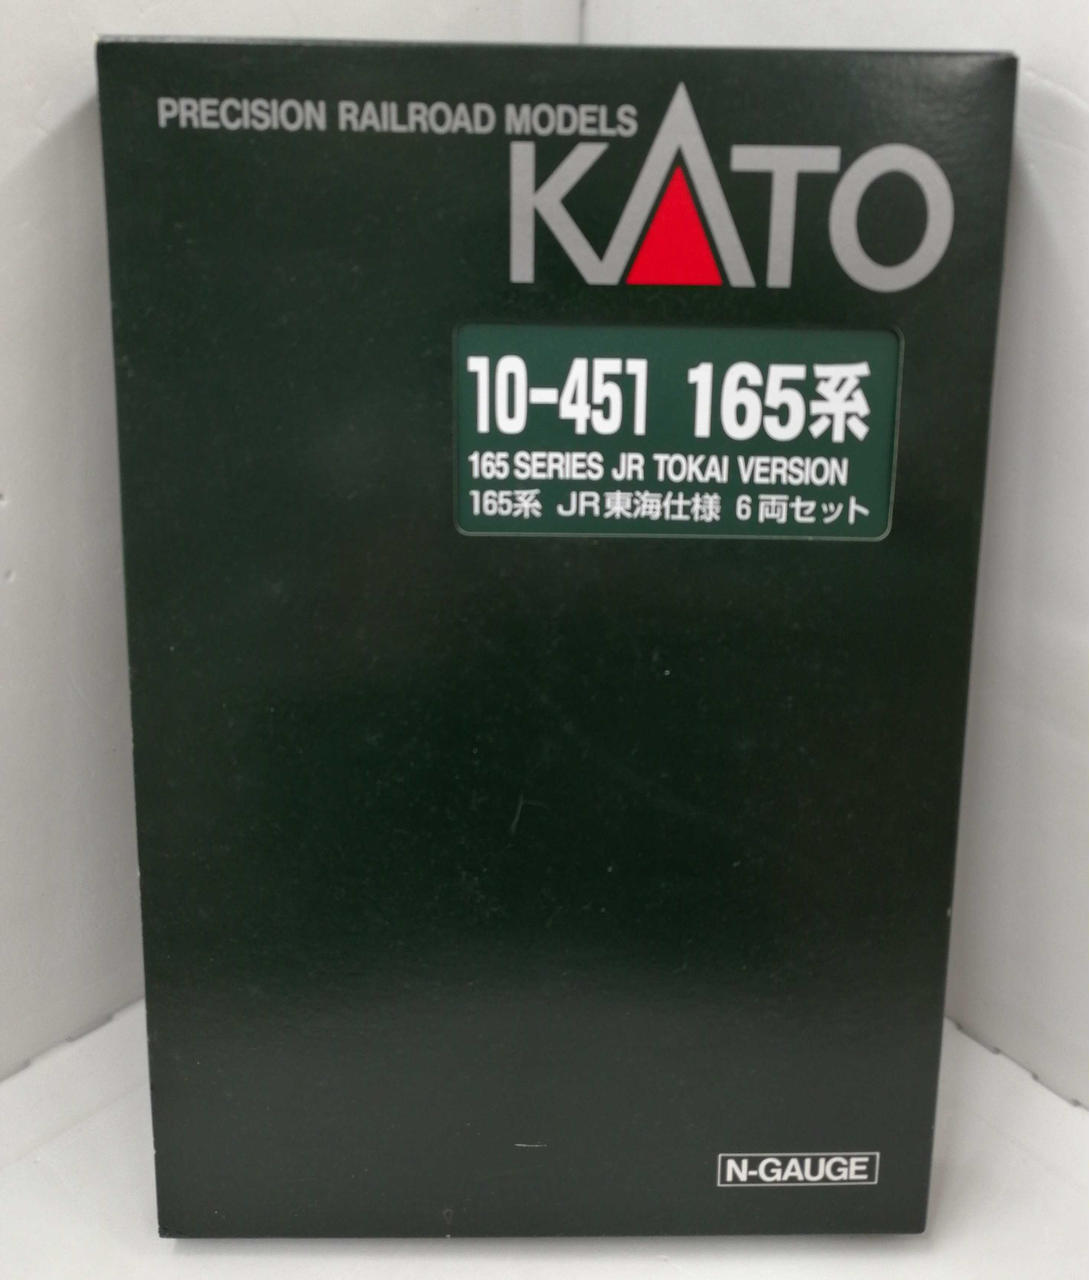 PRECISION RAILROAD MODELS
KATO
10-451 165系
165 SERIES JR TOKAI VERSION
165系 JR東海仕様 6両セット
N-GAUGE